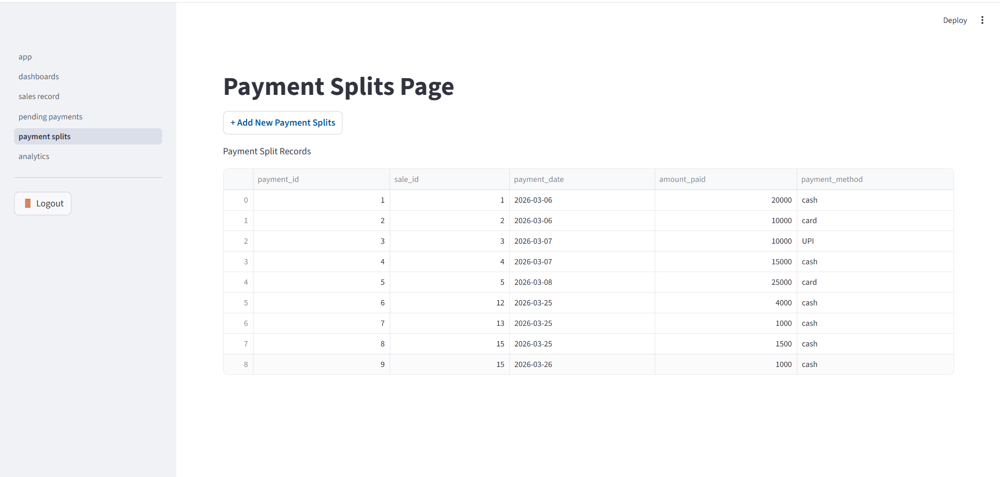 Deploy
app
dashboards
sales record
pending payments
payment splits
analytics
Logout
Payment Splits Page
+ Add New Payment Splits
Payment Split Records
payment_id sale_id payment_date amount_paid payment_method
0 1 1 2026-03-06 20000 cash
1 2 2 2026-03-06 10000 card
2 3 3 2026-03-07 10000 UPI
3 4 4 2026-03-07 15000 cash
4 5 5 2026-03-08 25000 card
5 6 12 2026-03-25 4000 cash
6 7 13 2026-03-25 1000 cash
7 8 15 2026-03-25 1500 cash
8 9 15 2026-03-26 1000 cash